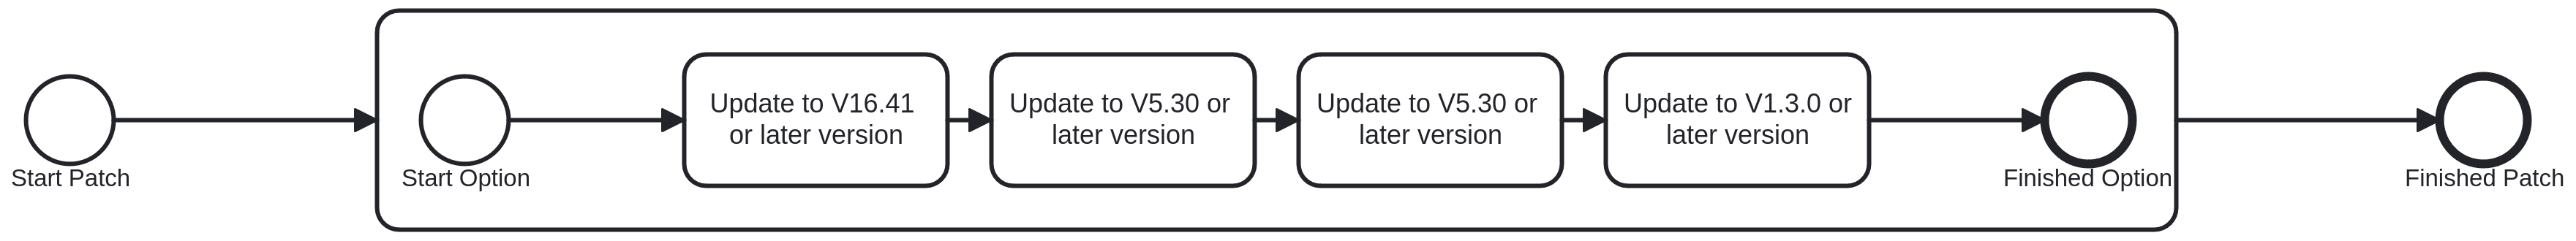 Start Patch
Start Option
Update to V16.41
or later version
Update to V5.30 or
later version
Update to V5.30 or
later version
Update to V1.3.0 or
later version
Finished Option
Finished Patch